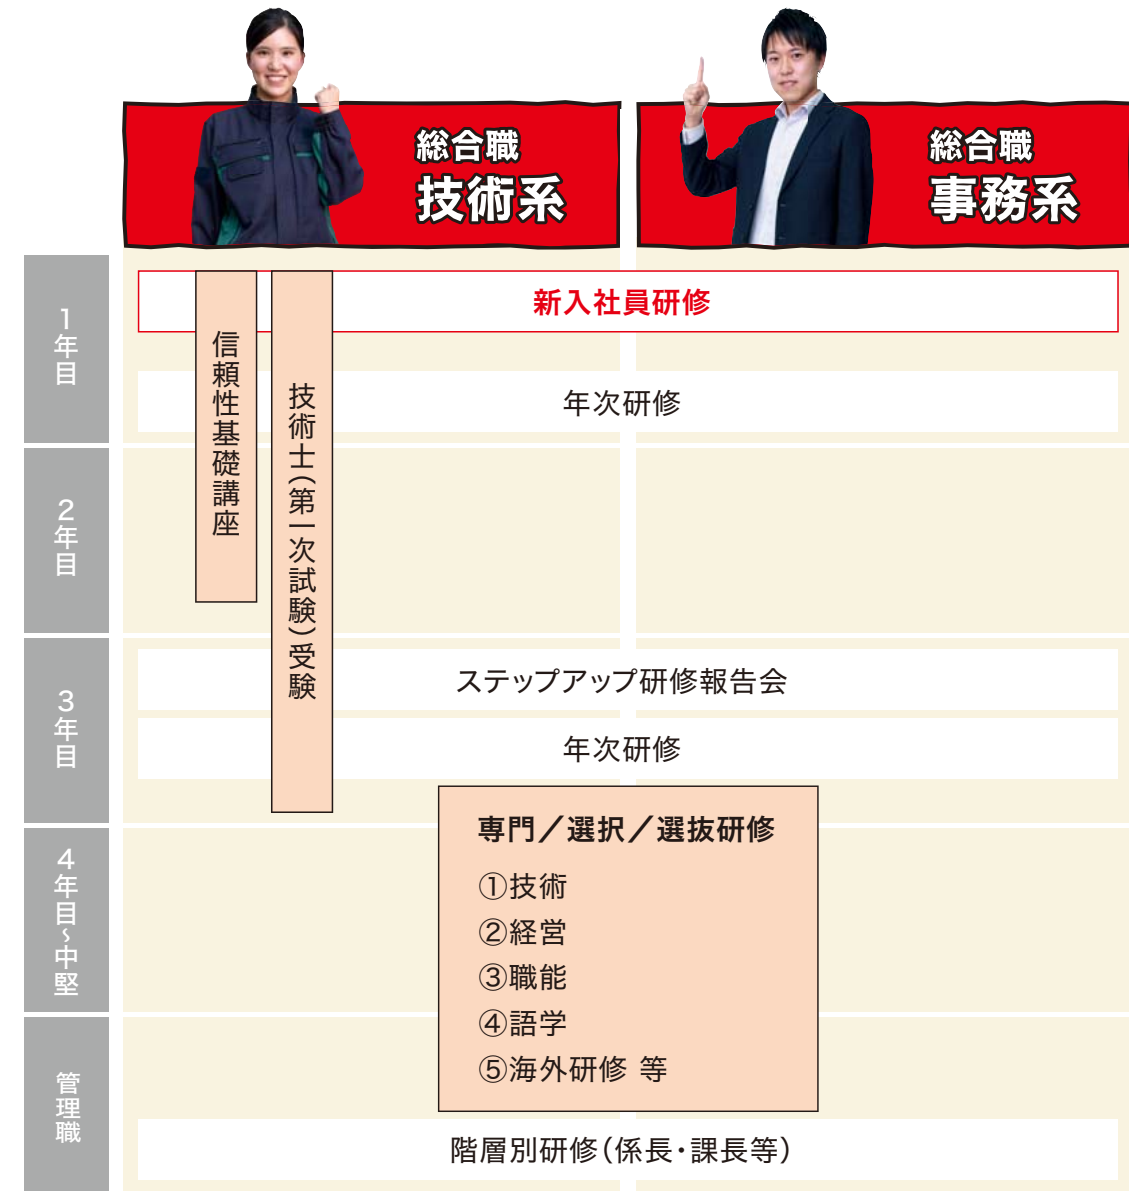 総合職
技術系
総合職
事務系
1年目
新入社員研修
信頼性基礎講座
技術士(第一次試験)受験
年次研修
2年目
3年目
ステップアップ研修報告会
年次研修
4年目~中堅
専門/選択/選抜研修
①技術
②経営
③職能
④語学
⑤海外研修 等
管理職
階層別研修(係長・課長等)